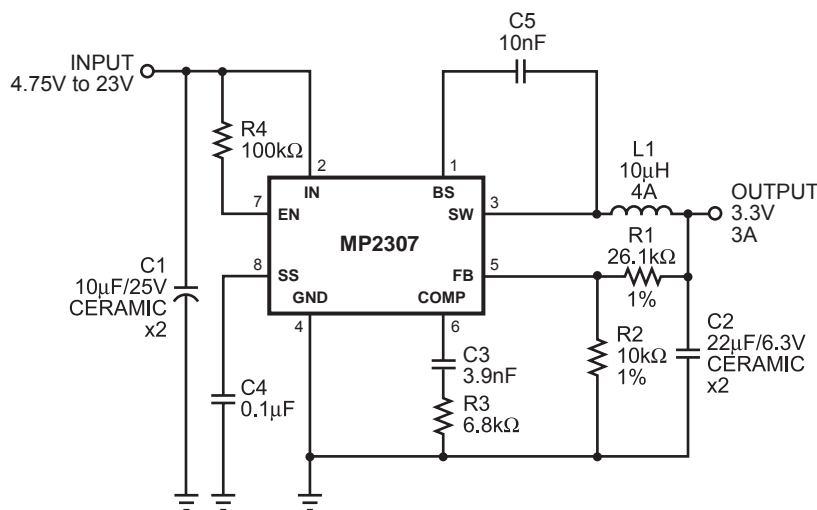 C5
10nF
INPUT
4.75V to 23V
R4
100kΩ
2
1
L1
10µH
4A
IN
BS
7
EN
SW
3
OUTPUT
3.3V
3A
MP2307
R1
26.1kΩ
1%
C1
10µF/25V
CERAMIC
x2
8
SS
FB
5
GND
COMP
4
6
R2
10kΩ
1%
C2
22µF/6.3V
CERAMIC
x2
C3
3.9nF
C4
0.1µF
R3
6.8kΩ